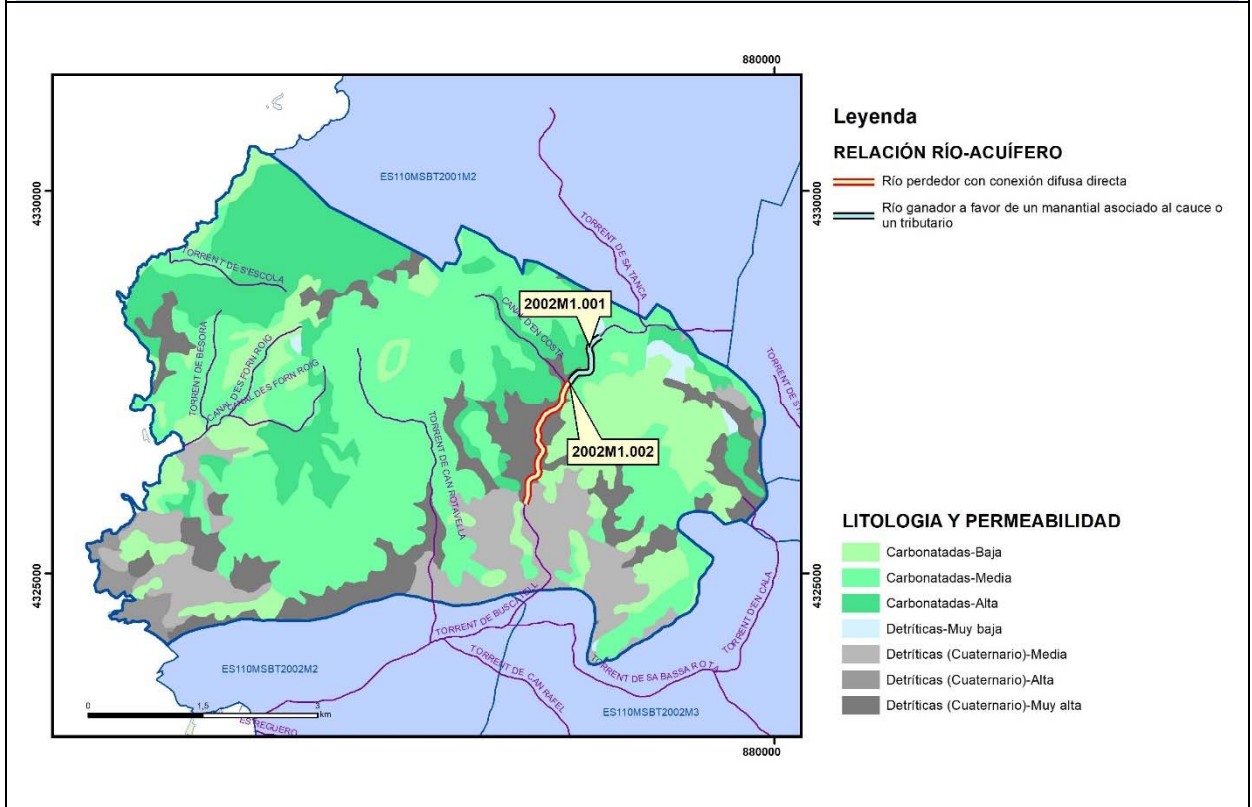 880000
4330000
4330000
ES110MSBT2001M2
TORRENT DE SA TANCA
TORRENT DE S'ESCOLA
2002M1.001
CANAL D'EN COSTA
TORRENT DE BESORA
CANAL D'ES FORN ROIG
CANAL DES FORN ROIG
2002M1.002
TORRENT DE CAN ROTAVELLA
4325000
4325000
TORRENT DE BUSCATELL
TORRENT D'EN CALA
TORRENT DE SA BASSA ROTA
TORRENT DE CAN RAFEL
ES110MSBT2002M2
ES110MSBT2002M3
0 1,5 3
km
ES REGUERO
880000
Leyenda
RELACIÓN RÍO-ACUÍFERO
Río perdedor con conexión difusa directa
Río ganador a favor de un manantial asociado al cauce o
un tributario
LITOLOGIA Y PERMEABILIDAD
Carbonatadas-Baja
Carbonatadas-Media
Carbonatadas-Alta
Detríticas-Muy baja
Detríticas (Cuaternario)-Media
Detríticas (Cuaternario)-Alta
Detríticas (Cuaternario)-Muy alta